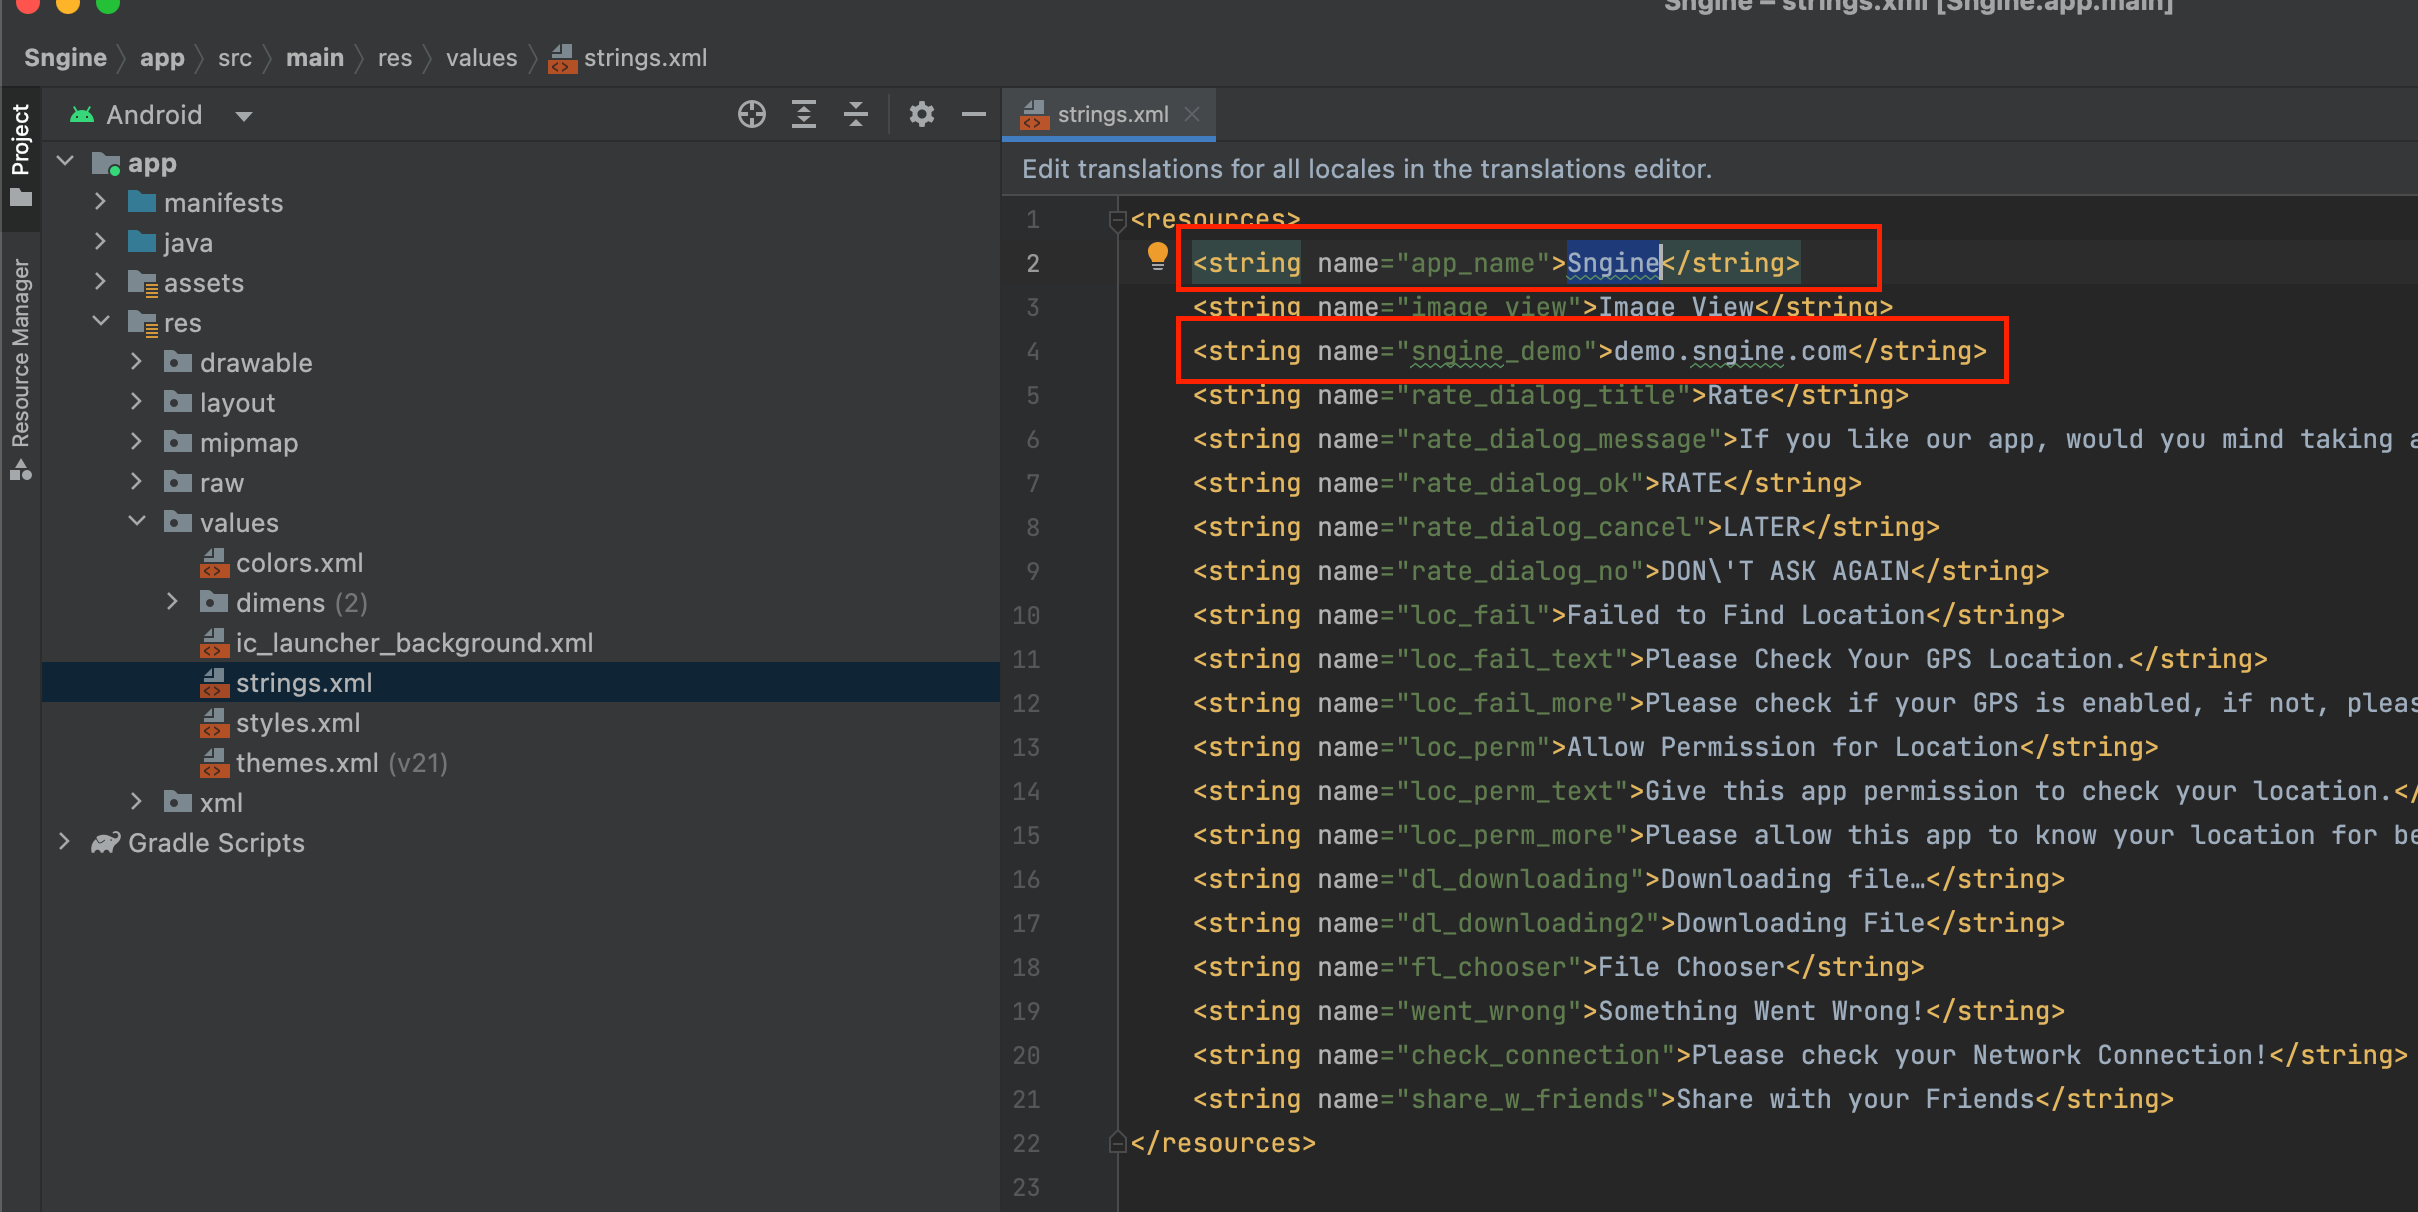 Sngine – strings.xml [Sngine.app.main]
Sngine app src main res values strings.xml
Project
Resource Manager
Android
app
manifests
java
assets
res
drawable
layout
mipmap
raw
values
colors.xml
dimens (2)
ic_launcher_background.xml
strings.xml
styles.xml
themes.xml (v21)
xml
Gradle Scripts
strings.xml
Edit translations for all locales in the translations editor.
1 <resources>
2 <string name="app_name">Sngine</string>
3 <string name="image_view">Image View</string>
4 <string name="sngine_demo">demo.sngine.com</string>
5 <string name="rate_dialog_title">Rate</string>
6 <string name="rate_dialog_message">If you like our app, would you mind taking a
7 <string name="rate_dialog_ok">RATE</string>
8 <string name="rate_dialog_cancel">LATER</string>
9 <string name="rate_dialog_no">DON\'T ASK AGAIN</string>
10 <string name="loc_fail">Failed to Find Location</string>
11 <string name="loc_fail_text">Please Check Your GPS Location.</string>
12 <string name="loc_fail_more">Please check if your GPS is enabled, if not, pleas
13 <string name="loc_perm">Allow Permission for Location</string>
14 <string name="loc_perm_text">Give this app permission to check your location.</
15 <string name="loc_perm_more">Please allow this app to know your location for be
16 <string name="dl_downloading">Downloading file…</string>
17 <string name="dl_downloading2">Downloading File</string>
18 <string name="fl_chooser">File Chooser</string>
19 <string name="went_wrong">Something Went Wrong!</string>
20 <string name="check_connection">Please check your Network Connection!</string>
21 <string name="share_w_friends">Share with your Friends</string>
22 </resources>
23